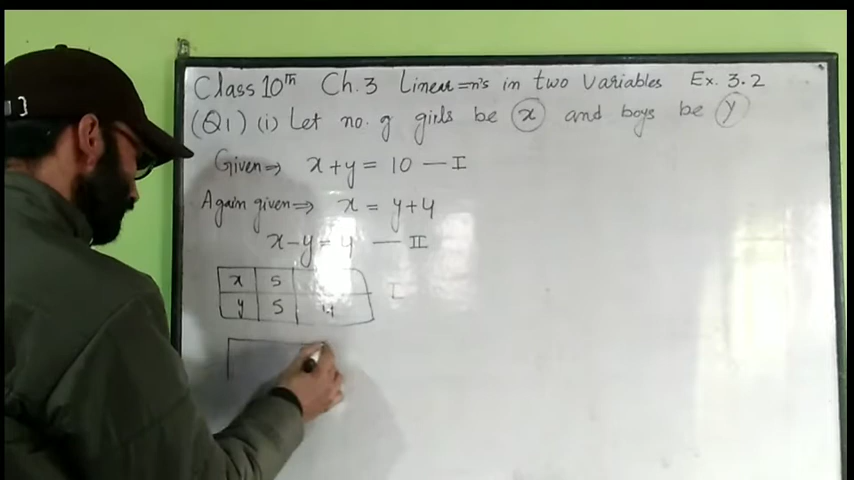 Class 10th Ch.3 Linear =n's in two Variables Ex. 3.2
(Q1) (i) Let no. of girls be x and boys be y
Given⇒ x+y = 10 — I
Again given⇒ x = y+4
x-y = 4 — II
x 5
y 5 4
I